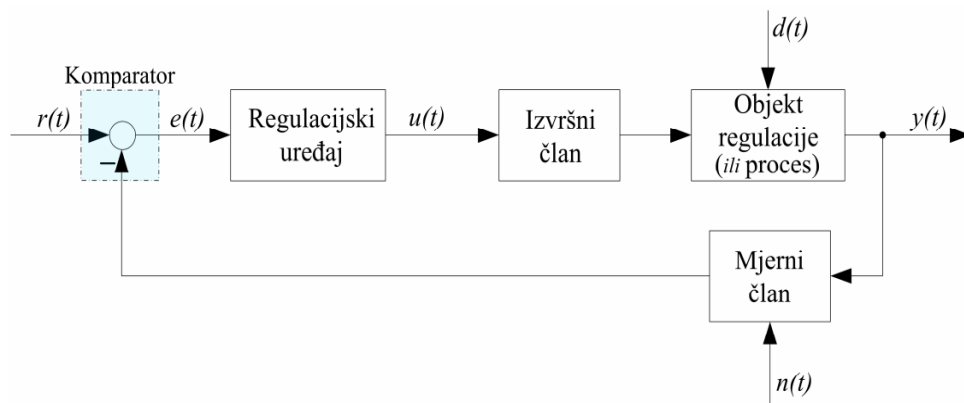 d(t)
Komparator
r(t)
e(t)
Regulacijski
uređaj
u(t)
Izvršni
član
Objekt
regulacije
(ili proces)
y(t)
Mjerni
član
n(t)